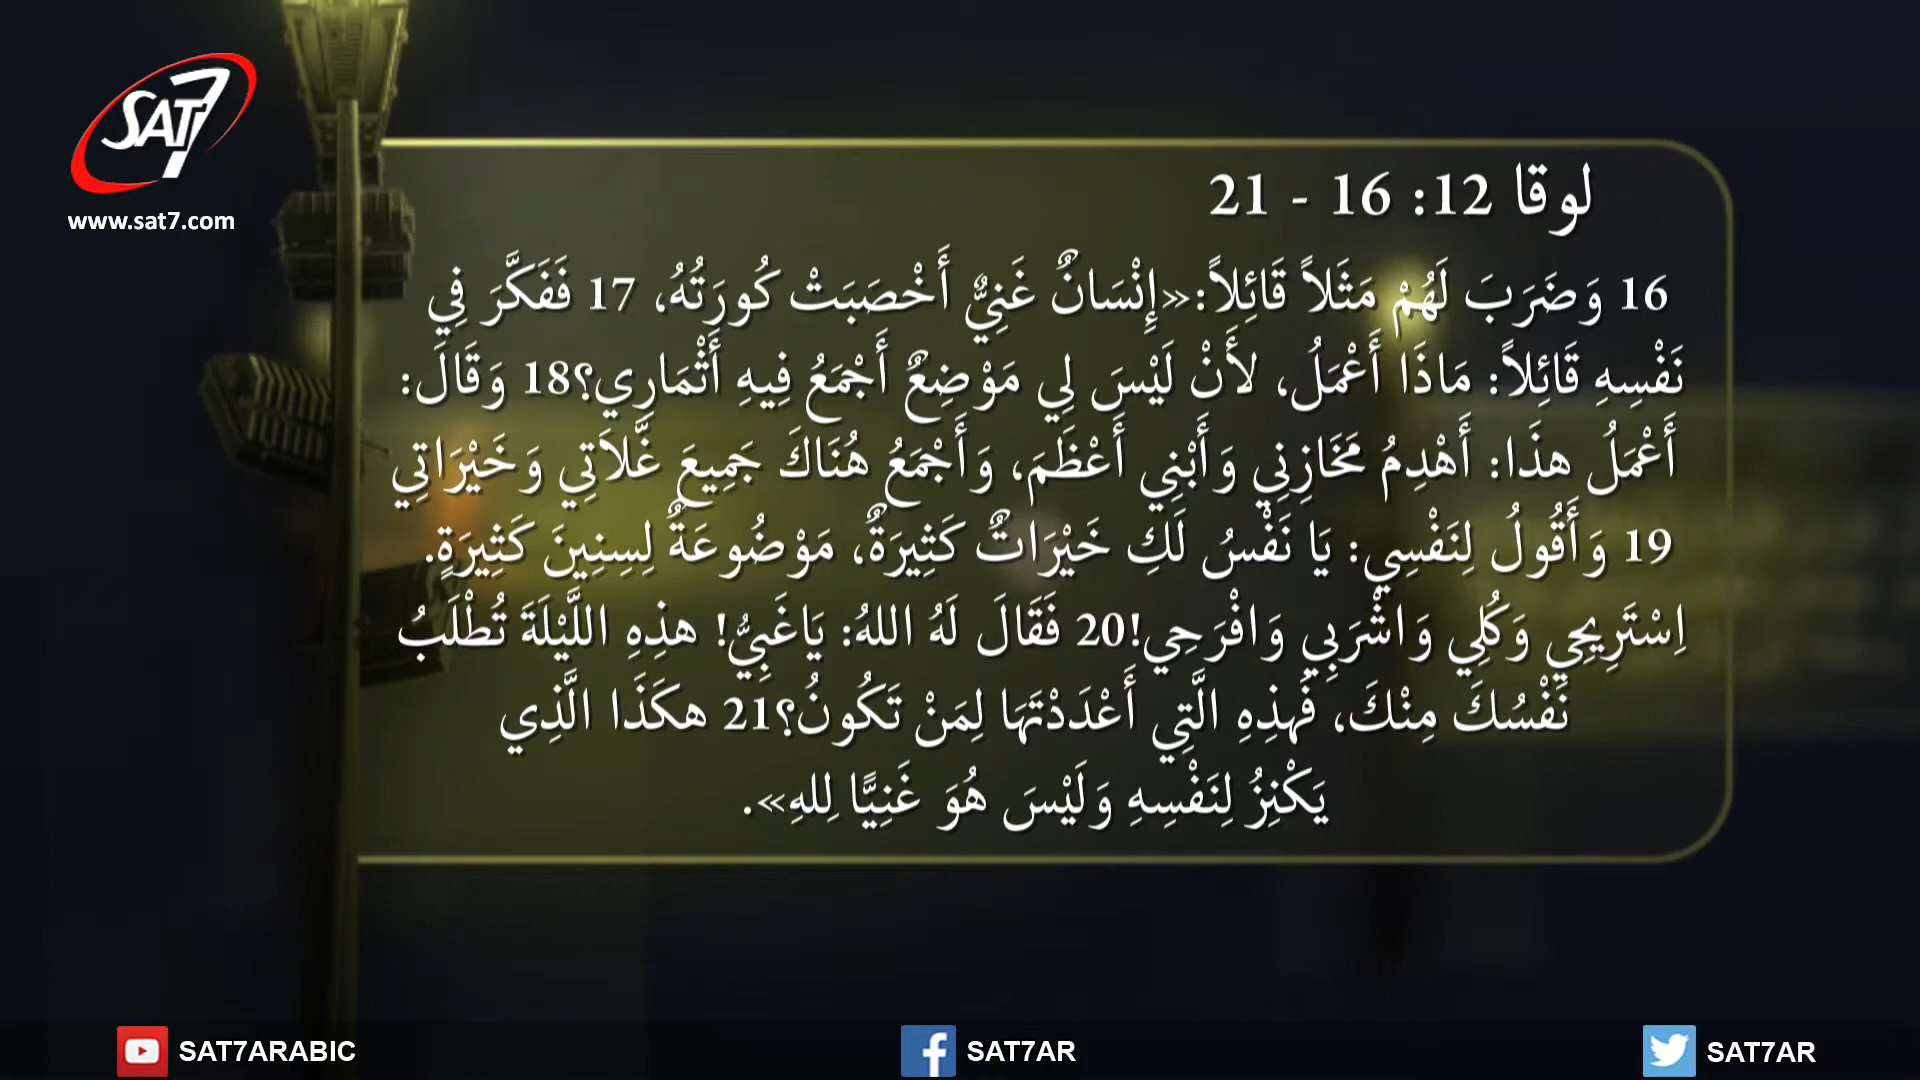 SAT7
www.sat7.com
لوقا 12: 16 - 21
16 وَضَرَبَ لَهُمْ مَثَلاً قَائِلاً:«إِنْسَانٌ غَنِيٌّ أَخْصَبَتْ كُورَتُهُ، 17 فَفَكَّرَ فِي
نَفْسِهِ قَائِلاً: مَاذَا أَعْمَلُ، لأَنْ لَيْسَ لِي مَوْضِعٌ أَجْمَعُ فِيهِ أَثْمَارِي؟18 وَقَالَ:
أَعْمَلُ هذَا: أَهْدِمُ مَخَازِنِي وَأَبْنِي أَعْظَمَ، وَأَجْمَعُ هُنَاكَ جَمِيعَ غَّلاَتِي وَخَيْرَاتِي
19 وَأَقُولُ لِنَفْسِي: يَا نَفْسُ لَكِ خَيْرَاتٌ كَثِيرَةٌ، مَوْضُوعَةٌ لِسِنِينَ كَثِيرَةٍ.
اِسْتَرِيحِي وَكُلِي وَاشْرَبِي وَافْرَحِي!20 فَقَالَ لَهُ اللهُ: يَاغَبِيُّ! هذِهِ اللَّيْلَةَ تُطْلَبُ
نَفْسُكَ مِنْكَ، فَهذِهِ الَّتِي أَعْدَدْتَهَا لِمَنْ تَكُونُ؟21 هكَذَا الَّذِي
يَكْنِزُ لِنَفْسِهِ وَلَيْسَ هُوَ غَنِيًّا لِلهِ».
SAT7ARABIC
SAT7AR
SAT7AR